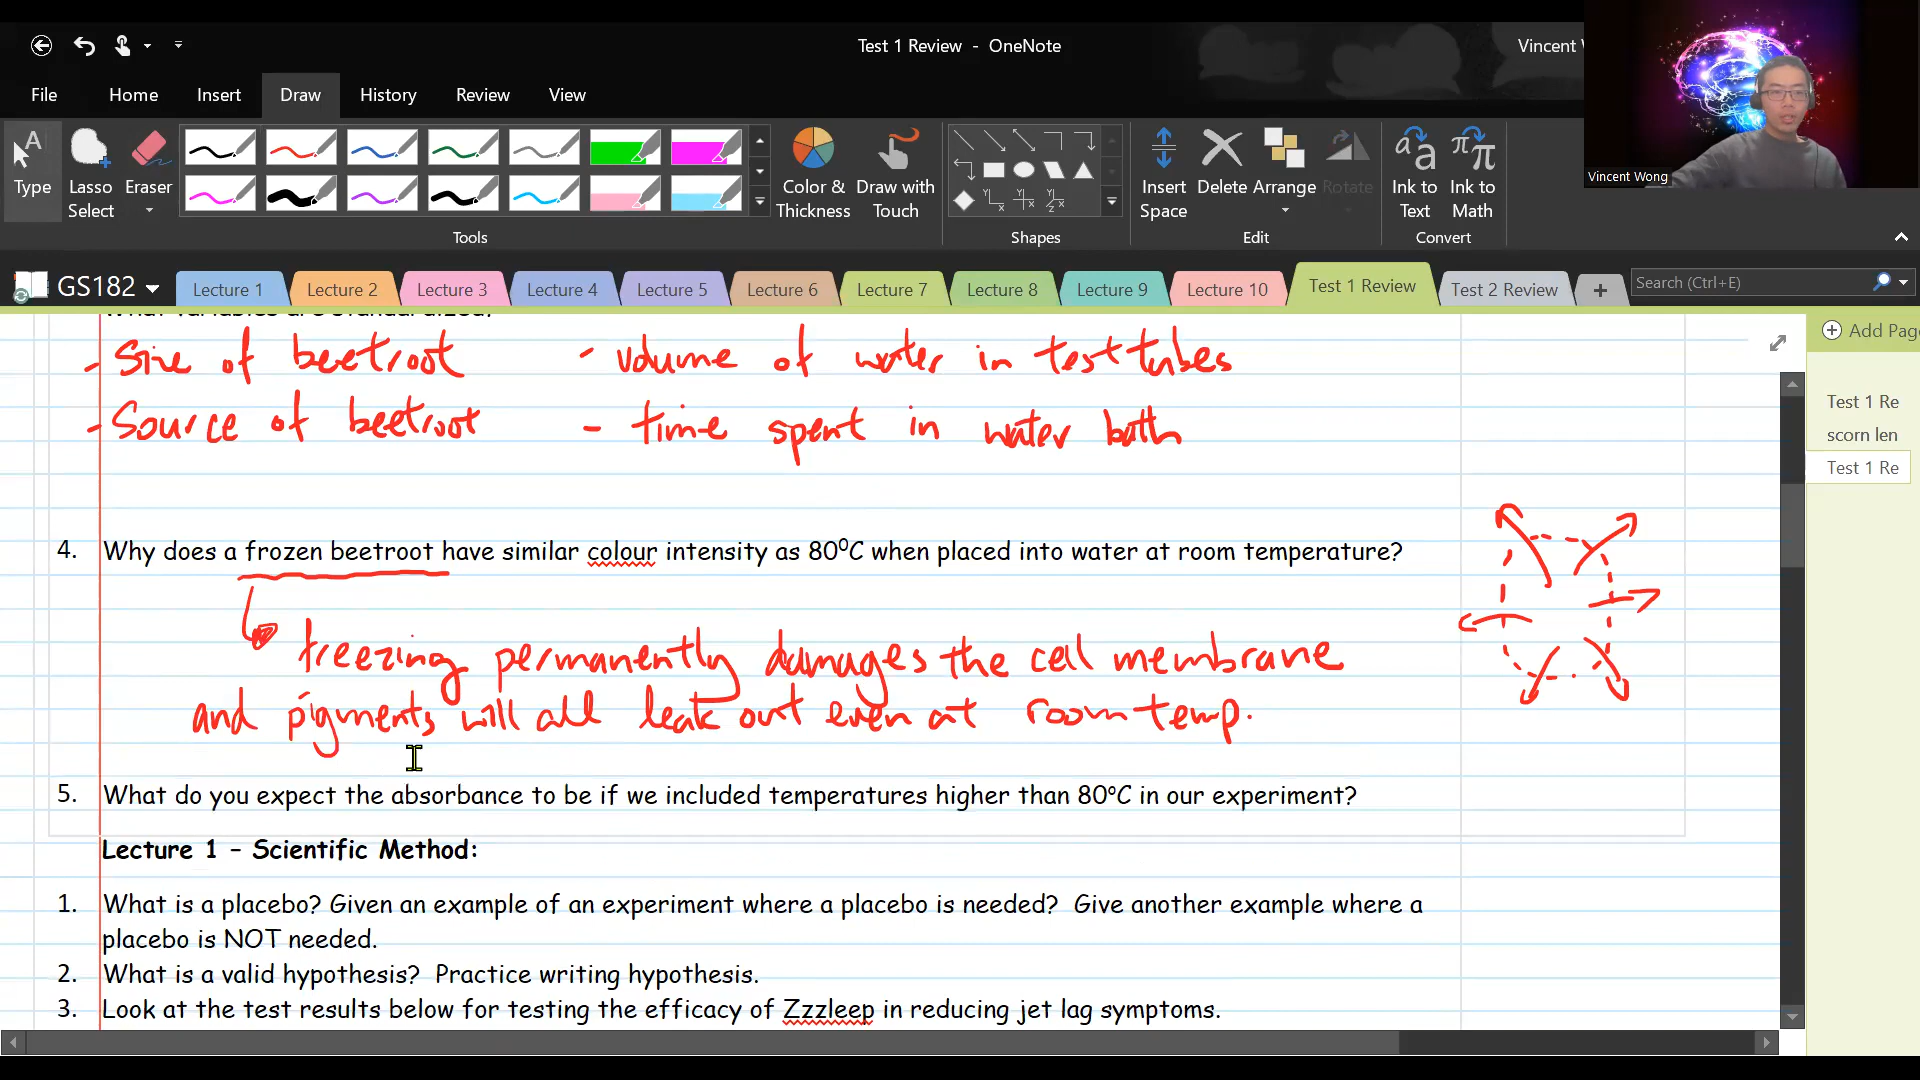 Test 1 Review - OneNote
Vincent W
Vincent Wong
File Home Insert Draw History Review View
Type
Lasso Select
Eraser
Color & Thickness
Draw with Touch
Insert Space
Delete
Arrange
Rotate
Ink to Text
Ink to Math
Tools
Shapes
Edit
Convert
GS182
Lecture 1 Lecture 2 Lecture 3 Lecture 4 Lecture 5 Lecture 6 Lecture 7 Lecture 8 Lecture 9 Lecture 10 Test 1 Review Test 2 Review
Search (Ctrl+E)
Add Pag
Test 1 Re
scorn len
Test 1 Re
- Size of beetroot - volume of water in test tubes
- Source of beetroot - time spent in water bath
4. Why does a frozen beetroot have similar colour intensity as 80⁰C when placed into water at room temperature?
freezing permanently damages the cell membrane
and pigments will all leak out even at room temp.
5. What do you expect the absorbance to be if we included temperatures higher than 80ºC in our experiment?
Lecture 1 – Scientific Method:
1. What is a placebo? Given an example of an experiment where a placebo is needed? Give another example where a
placebo is NOT needed.
2. What is a valid hypothesis? Practice writing hypothesis.
3. Look at the test results below for testing the efficacy of Zzzleep in reducing jet lag symptoms.